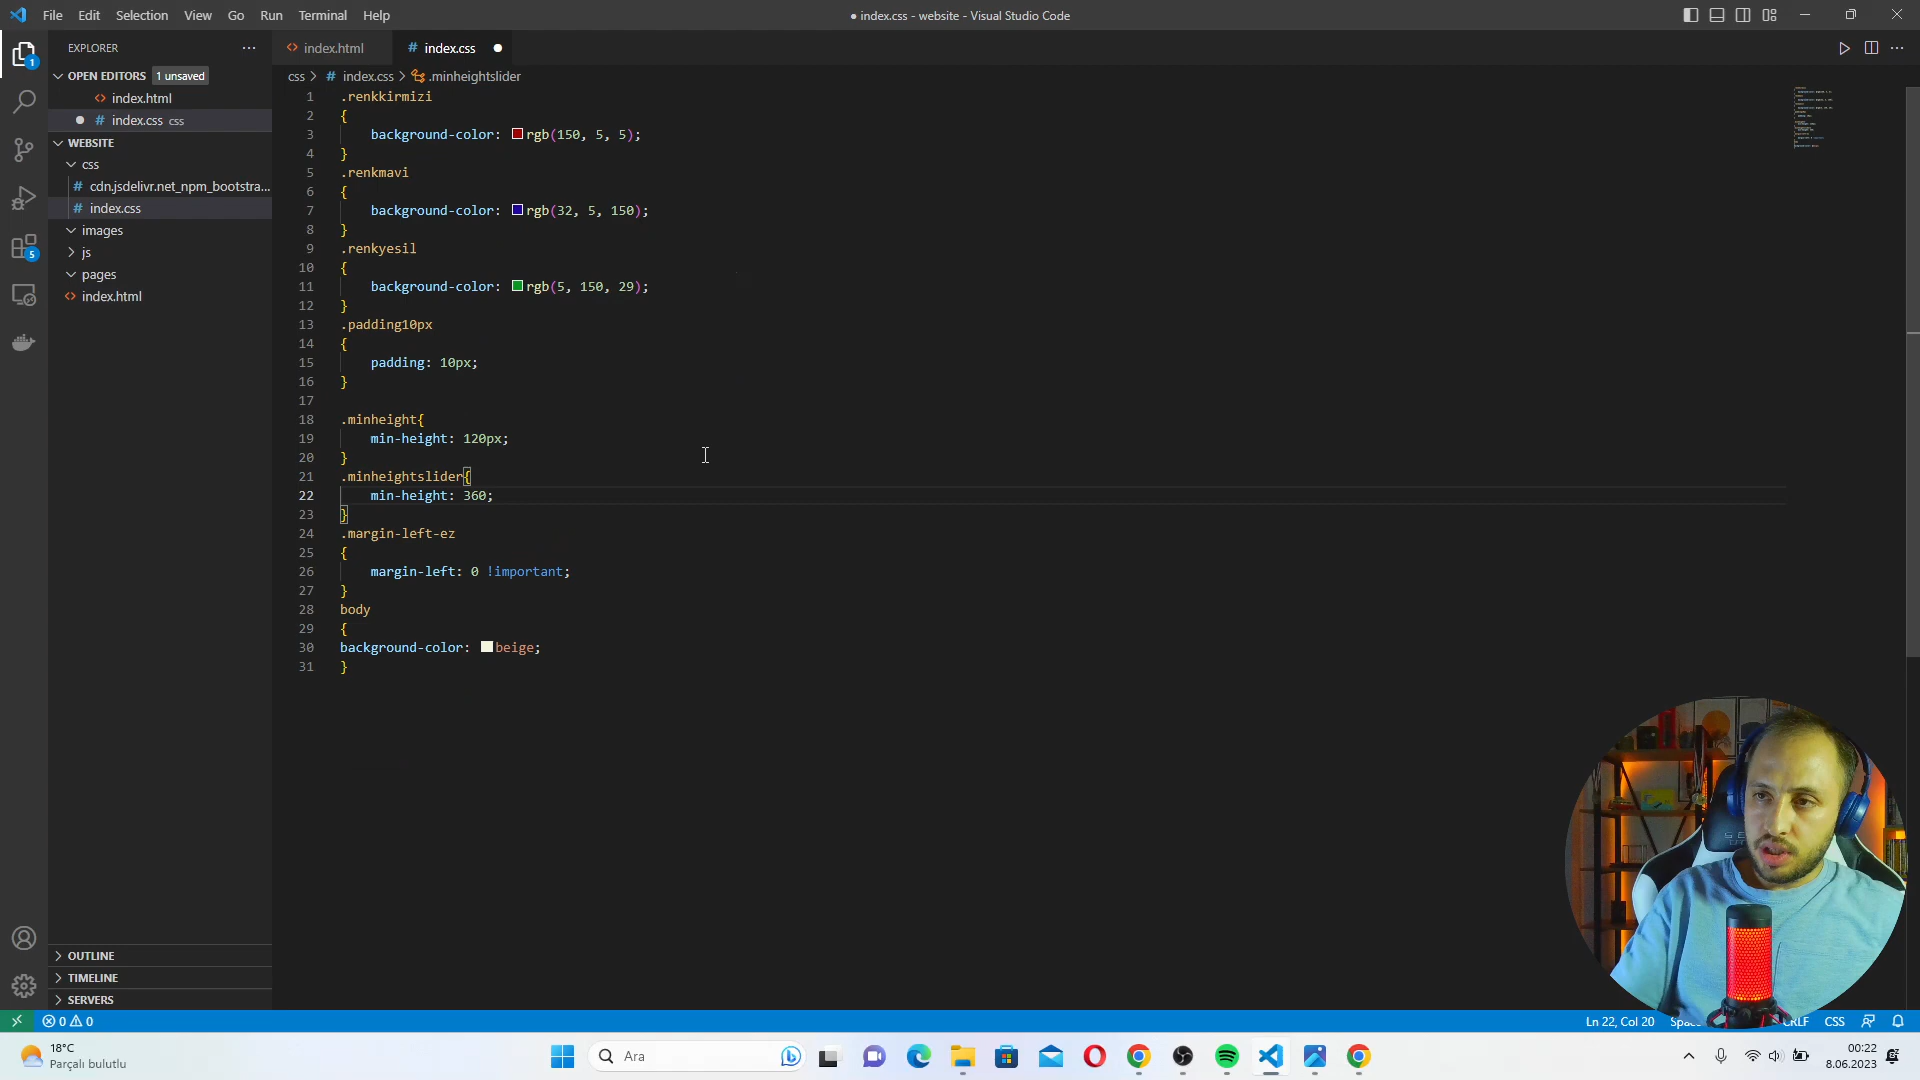 File Edit Selection View Go Run Terminal Help
● index.css - website - Visual Studio Code
EXPLORER
OPEN EDITORS 1 unsaved
index.html
index.css css
WEBSITE
css
cdn.jsdelivr.net_npm_bootstra...
index.css
images
js
pages
index.html
OUTLINE
TIMELINE
SERVERS
1
5
index.html
index.css
css > index.css > .minheightslider
1 .renkkirmizi
2 {
3 background-color: rgb(150, 5, 5);
4 }
5 .renkmavi
6 {
7 background-color: rgb(32, 5, 150);
8 }
9 .renkyesil
10 {
11 background-color: rgb(5, 150, 29);
12 }
13 .padding10px
14 {
15 padding: 10px;
16 }
17
18 .minheight{
19 min-height: 120px;
20 }
21 .minheightslider{
22 min-height: 360;
23 }
24 .margin-left-ez
25 {
26 margin-left: 0 !important;
27 }
28 body
29 {
30 background-color: beige;
31 }
0 0
Ln 22, Col 20 CRLF CSS
18°C
Parçalı bulutlu
Ara
00:22
8.06.2023